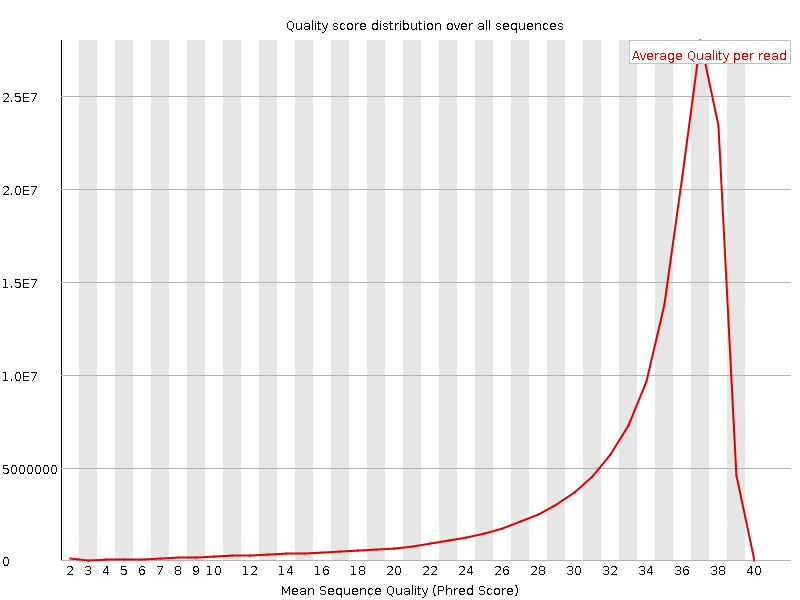 Quality score distribution over all sequences
Average Quality per read
2.5E7
2.0E7
1.5E7
1.0E7
5000000
0
2 3 4 5 6 7 8 9 10 12 14 16 18 20 22 24 26 28 30 32 34 36 38 40
Mean Sequence Quality (Phred Score)